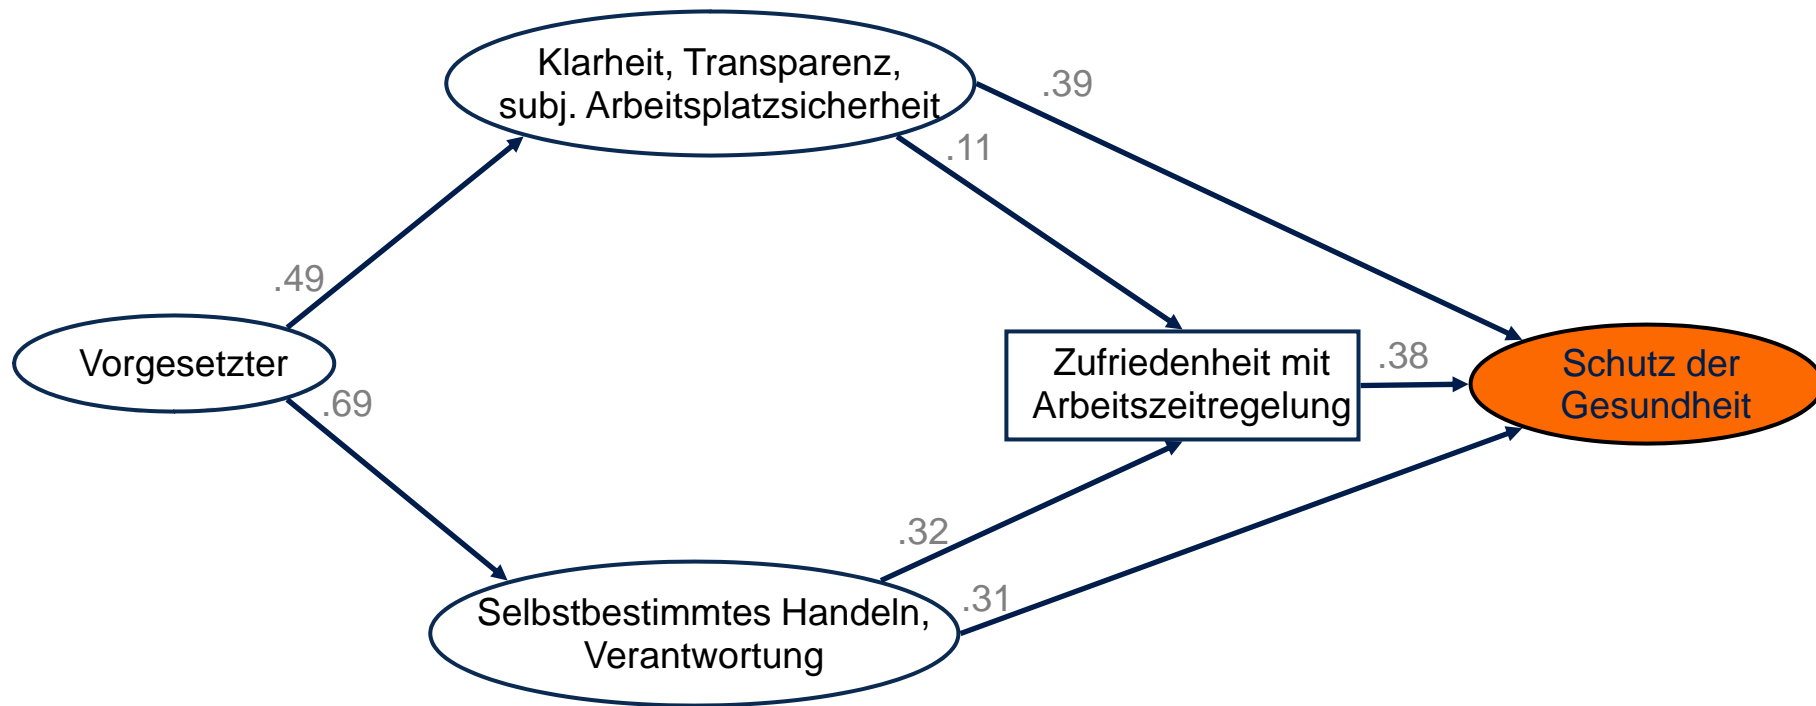 Klarheit, Transparenz,
subj. Arbeitsplatzsicherheit
.39
.11
.49
Vorgesetzter
.69
Zufriedenheit mit
Arbeitszeitregelung
.38
Schutz der
Gesundheit
.32
.31
Selbstbestimmtes Handeln,
Verantwortung